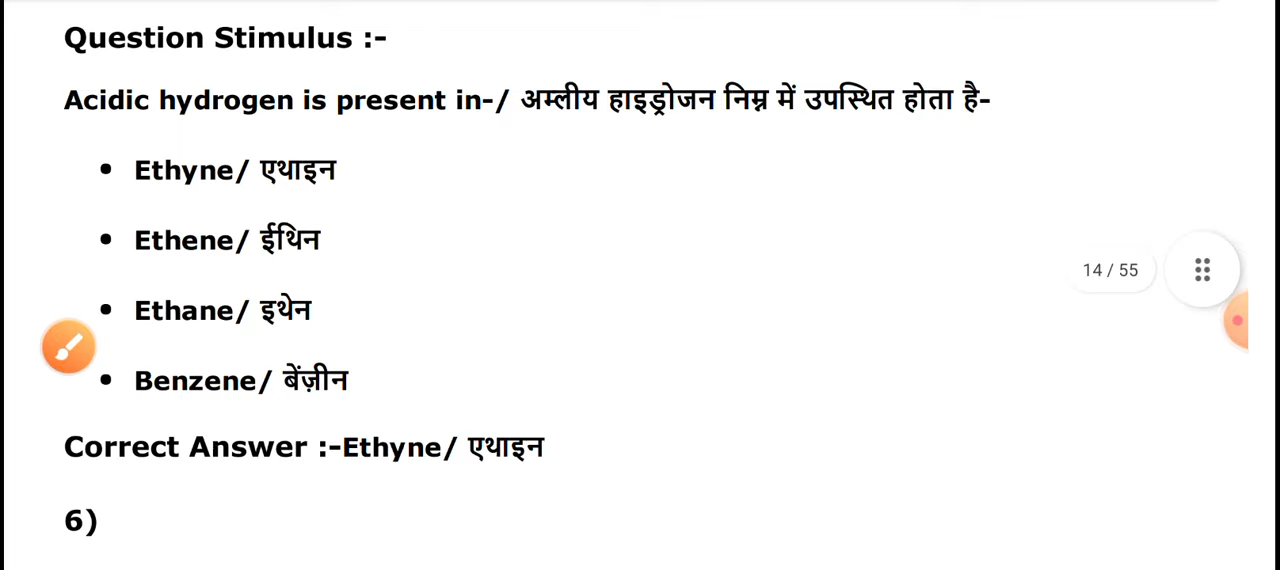 Question Stimulus :-
Acidic hydrogen is present in-/ अम्लीय हाइड्रोजन निम्न में उपस्थित होता है-
• Ethyne/ एथाइन
• Ethene/ ईथिन
14 / 55
• Ethane/ इथेन
• Benzene/ बेंज़ीन
Correct Answer :-Ethyne/ एथाइन
6)